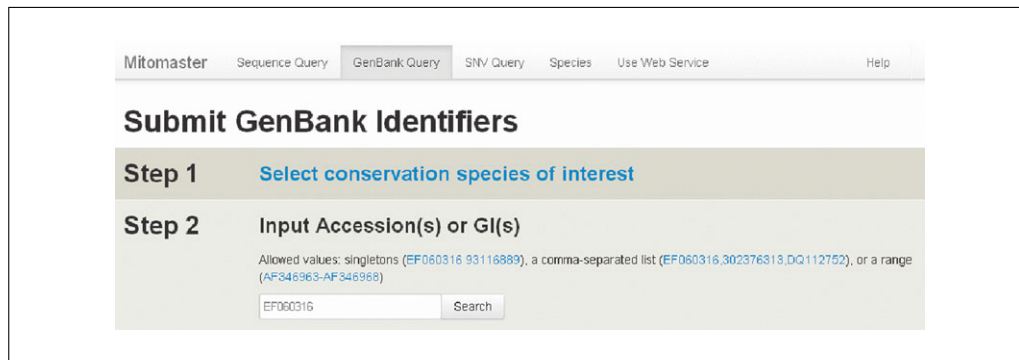 Mitomaster Sequence Query GenBank Query SNV Query Species Use Web Service Help
Submit GenBank Identifiers
Step 1 Select conservation species of interest
Step 2 Input Accession(s) or GI(s)
Allowed values: singletons (EF060316 93116889), a comma-separated list (EF060316,302376313,DQ112752), or a range
(AF346963-AF346968)
EF060316 Search